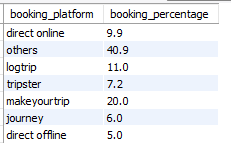 booking_platform booking_percentage
direct online 9.9
others 40.9
logtrip 11.0
tripster 7.2
makeyourtrip 20.0
journey 6.0
direct offline 5.0